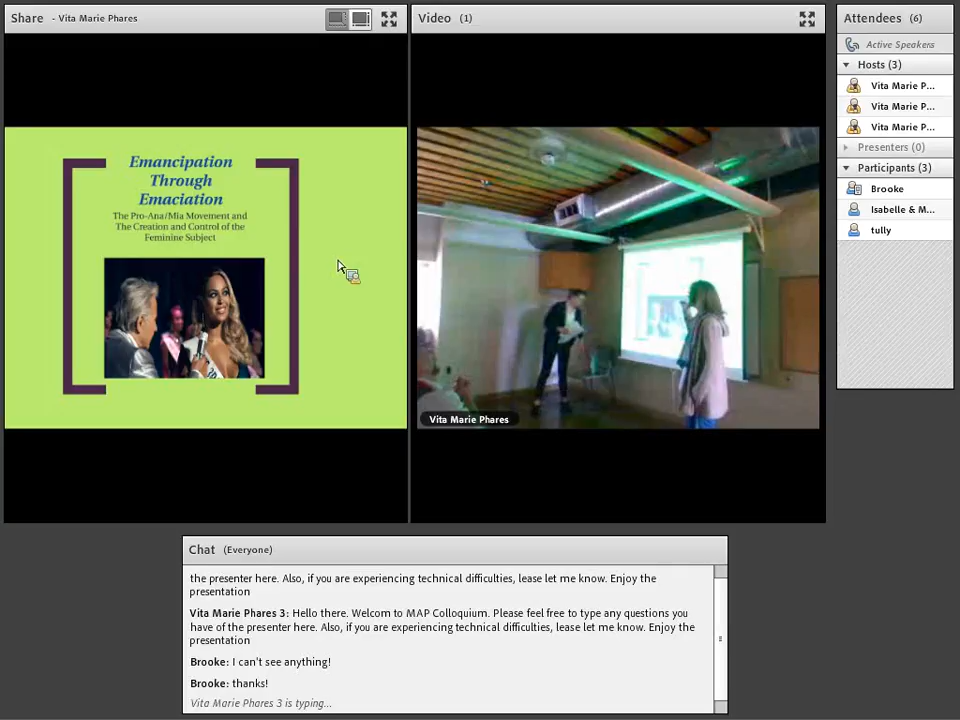 Share - Vita Marie Phares
Video (1)
Attendees (6)
Active Speakers
Hosts (3)
Vita Marie P...
Vita Marie P...
Vita Marie P...
Presenters (0)
Participants (3)
Brooke
Isabelle & M...
tully
Emancipation
Through
Emaciation
The Pro-Ana/Mia Movement and
The Creation and Control of the
Feminine Subject
Vita Marie Phares
Chat (Everyone)
the presenter here. Also, if you are experiencing technical difficulties, lease let me know. Enjoy the
presentation
Vita Marie Phares 3: Hello there. Welcom to MAP Colloquium. Please feel free to type any questions you
have of the presenter here. Also, if you are experiencing technical difficulties, lease let me know. Enjoy the
presentation
Brooke: I can't see anything!
Brooke: thanks!
Vita Marie Phares 3 is typing...